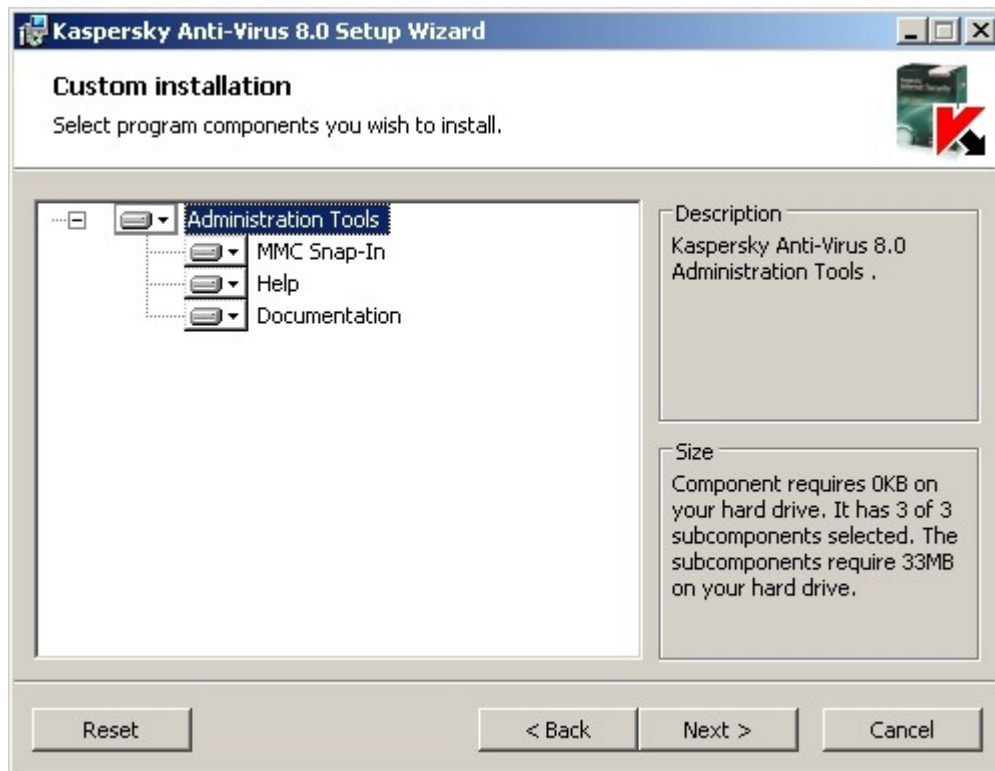 Kaspersky Anti-Virus 8.0 Setup Wizard
Custom installation
Select program components you wish to install.
Administration Tools
MMC Snap-In
Help
Documentation
Description
Kaspersky Anti-Virus 8.0
Administration Tools .
Size
Component requires 0KB on
your hard drive. It has 3 of 3
subcomponents selected. The
subcomponents require 33MB
on your hard drive.
Reset
< Back
Next >
Cancel